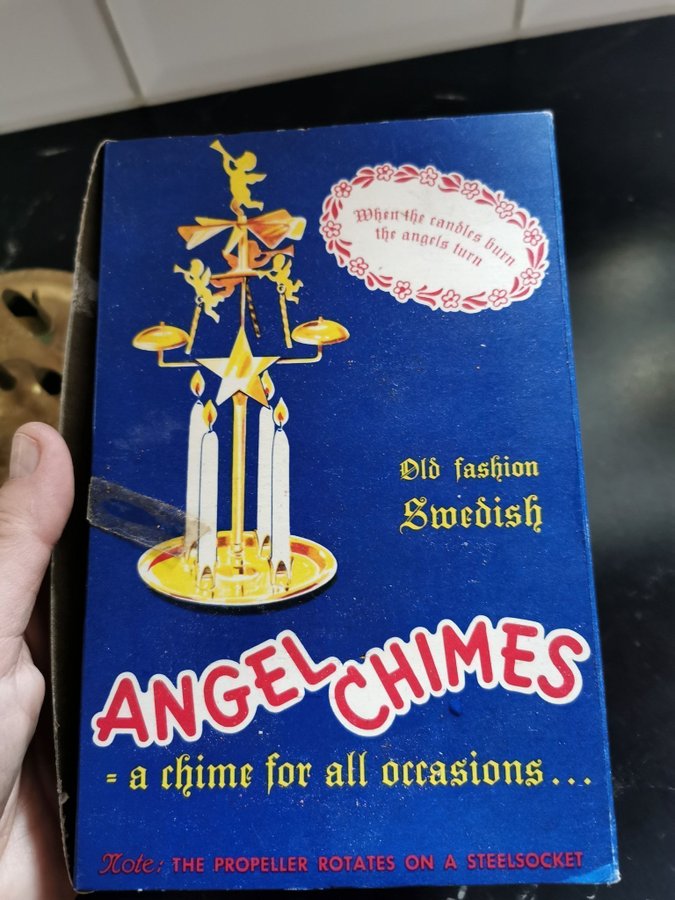 When the candles burn
the angels turn
Old fashion
Swedish
ANGEL CHIMES
= a chime for all occasions...
Note: THE PROPELLER ROTATES ON A STEELSOCKET